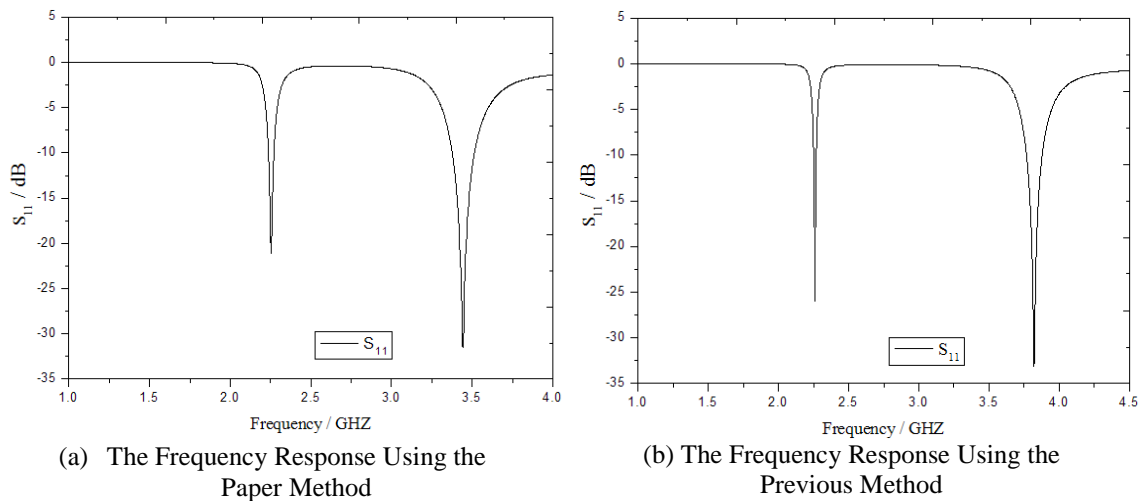 5
0
-5
-10
-15
-20
-25
-30
-35
S11 / dB
S11
1.0 1.5 2.0 2.5 3.0 3.5 4.0
Frequency / GHZ
(a) The Frequency Response Using the
Paper Method
5
0
-5
-10
-15
-20
-25
-30
-35
S11 / dB
S11
1.0 1.5 2.0 2.5 3.0 3.5 4.0 4.5
Frequency / GHZ
(b) The Frequency Response Using the
Previous Method